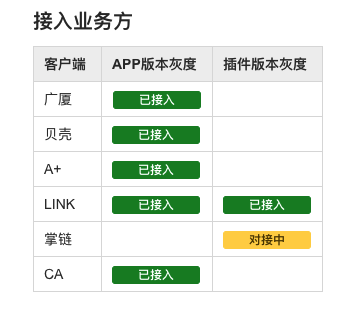 接入业务方
客户端 APP版本灰度 插件版本灰度
广厦 已接入
贝壳 已接入
A+ 已接入
LINK 已接入 已接入
掌链 对接中
CA 已接入